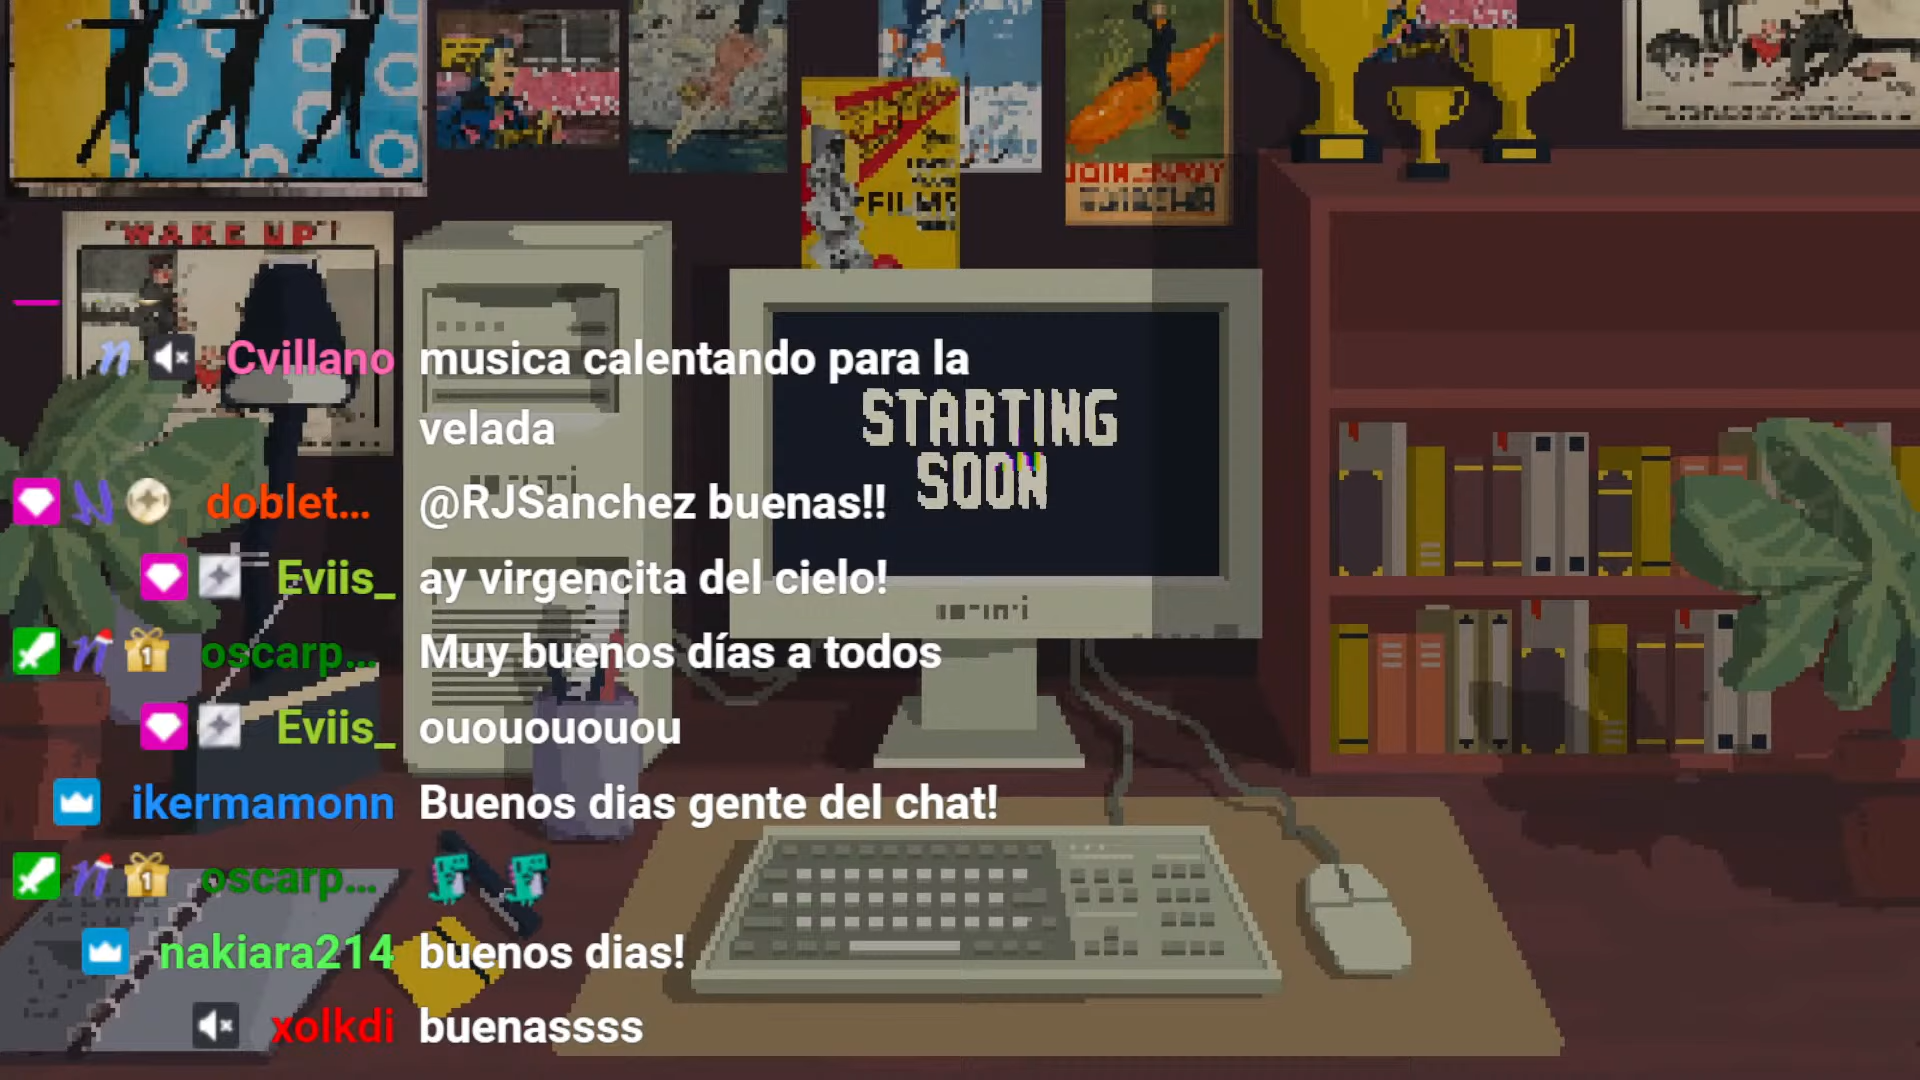 "WAKE UP"!
FILMS
JOIN
STARTING
SOON
Cvillano musica calentando para la
velada
doblet... @RJSanchez buenas!!
Eviis_ ay virgencita del cielo!
oscarp... Muy buenos días a todos
Eviis_ ououououou
ikermamonn Buenos dias gente del chat!
oscarp...
nakiara214 buenos dias!
xolkdi buenassss